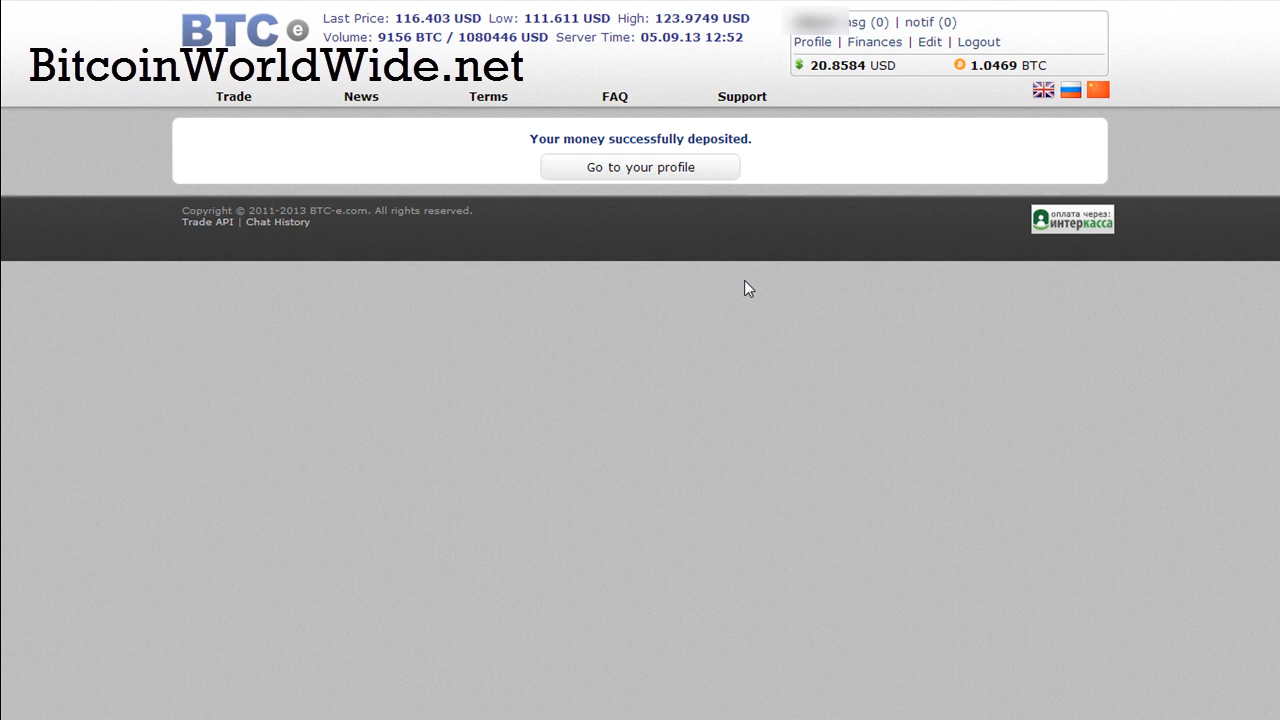 BTC e
Last Price: 116.403 USD Low: 111.611 USD High: 123.9749 USD
Volume: 9156 BTC / 1080446 USD Server Time: 05.09.13 12:52
(0) | notif (0)
Profile | Finances | Edit | Logout
20.8584 USD 1.0469 BTC
BitcoinWorldWide.net
Trade News Terms FAQ Support
Your money successfully deposited.
Go to your profile
Copyright © 2011-2013 BTC-e.com. All rights reserved.
Trade API | Chat History
оплата через:
интеркасса